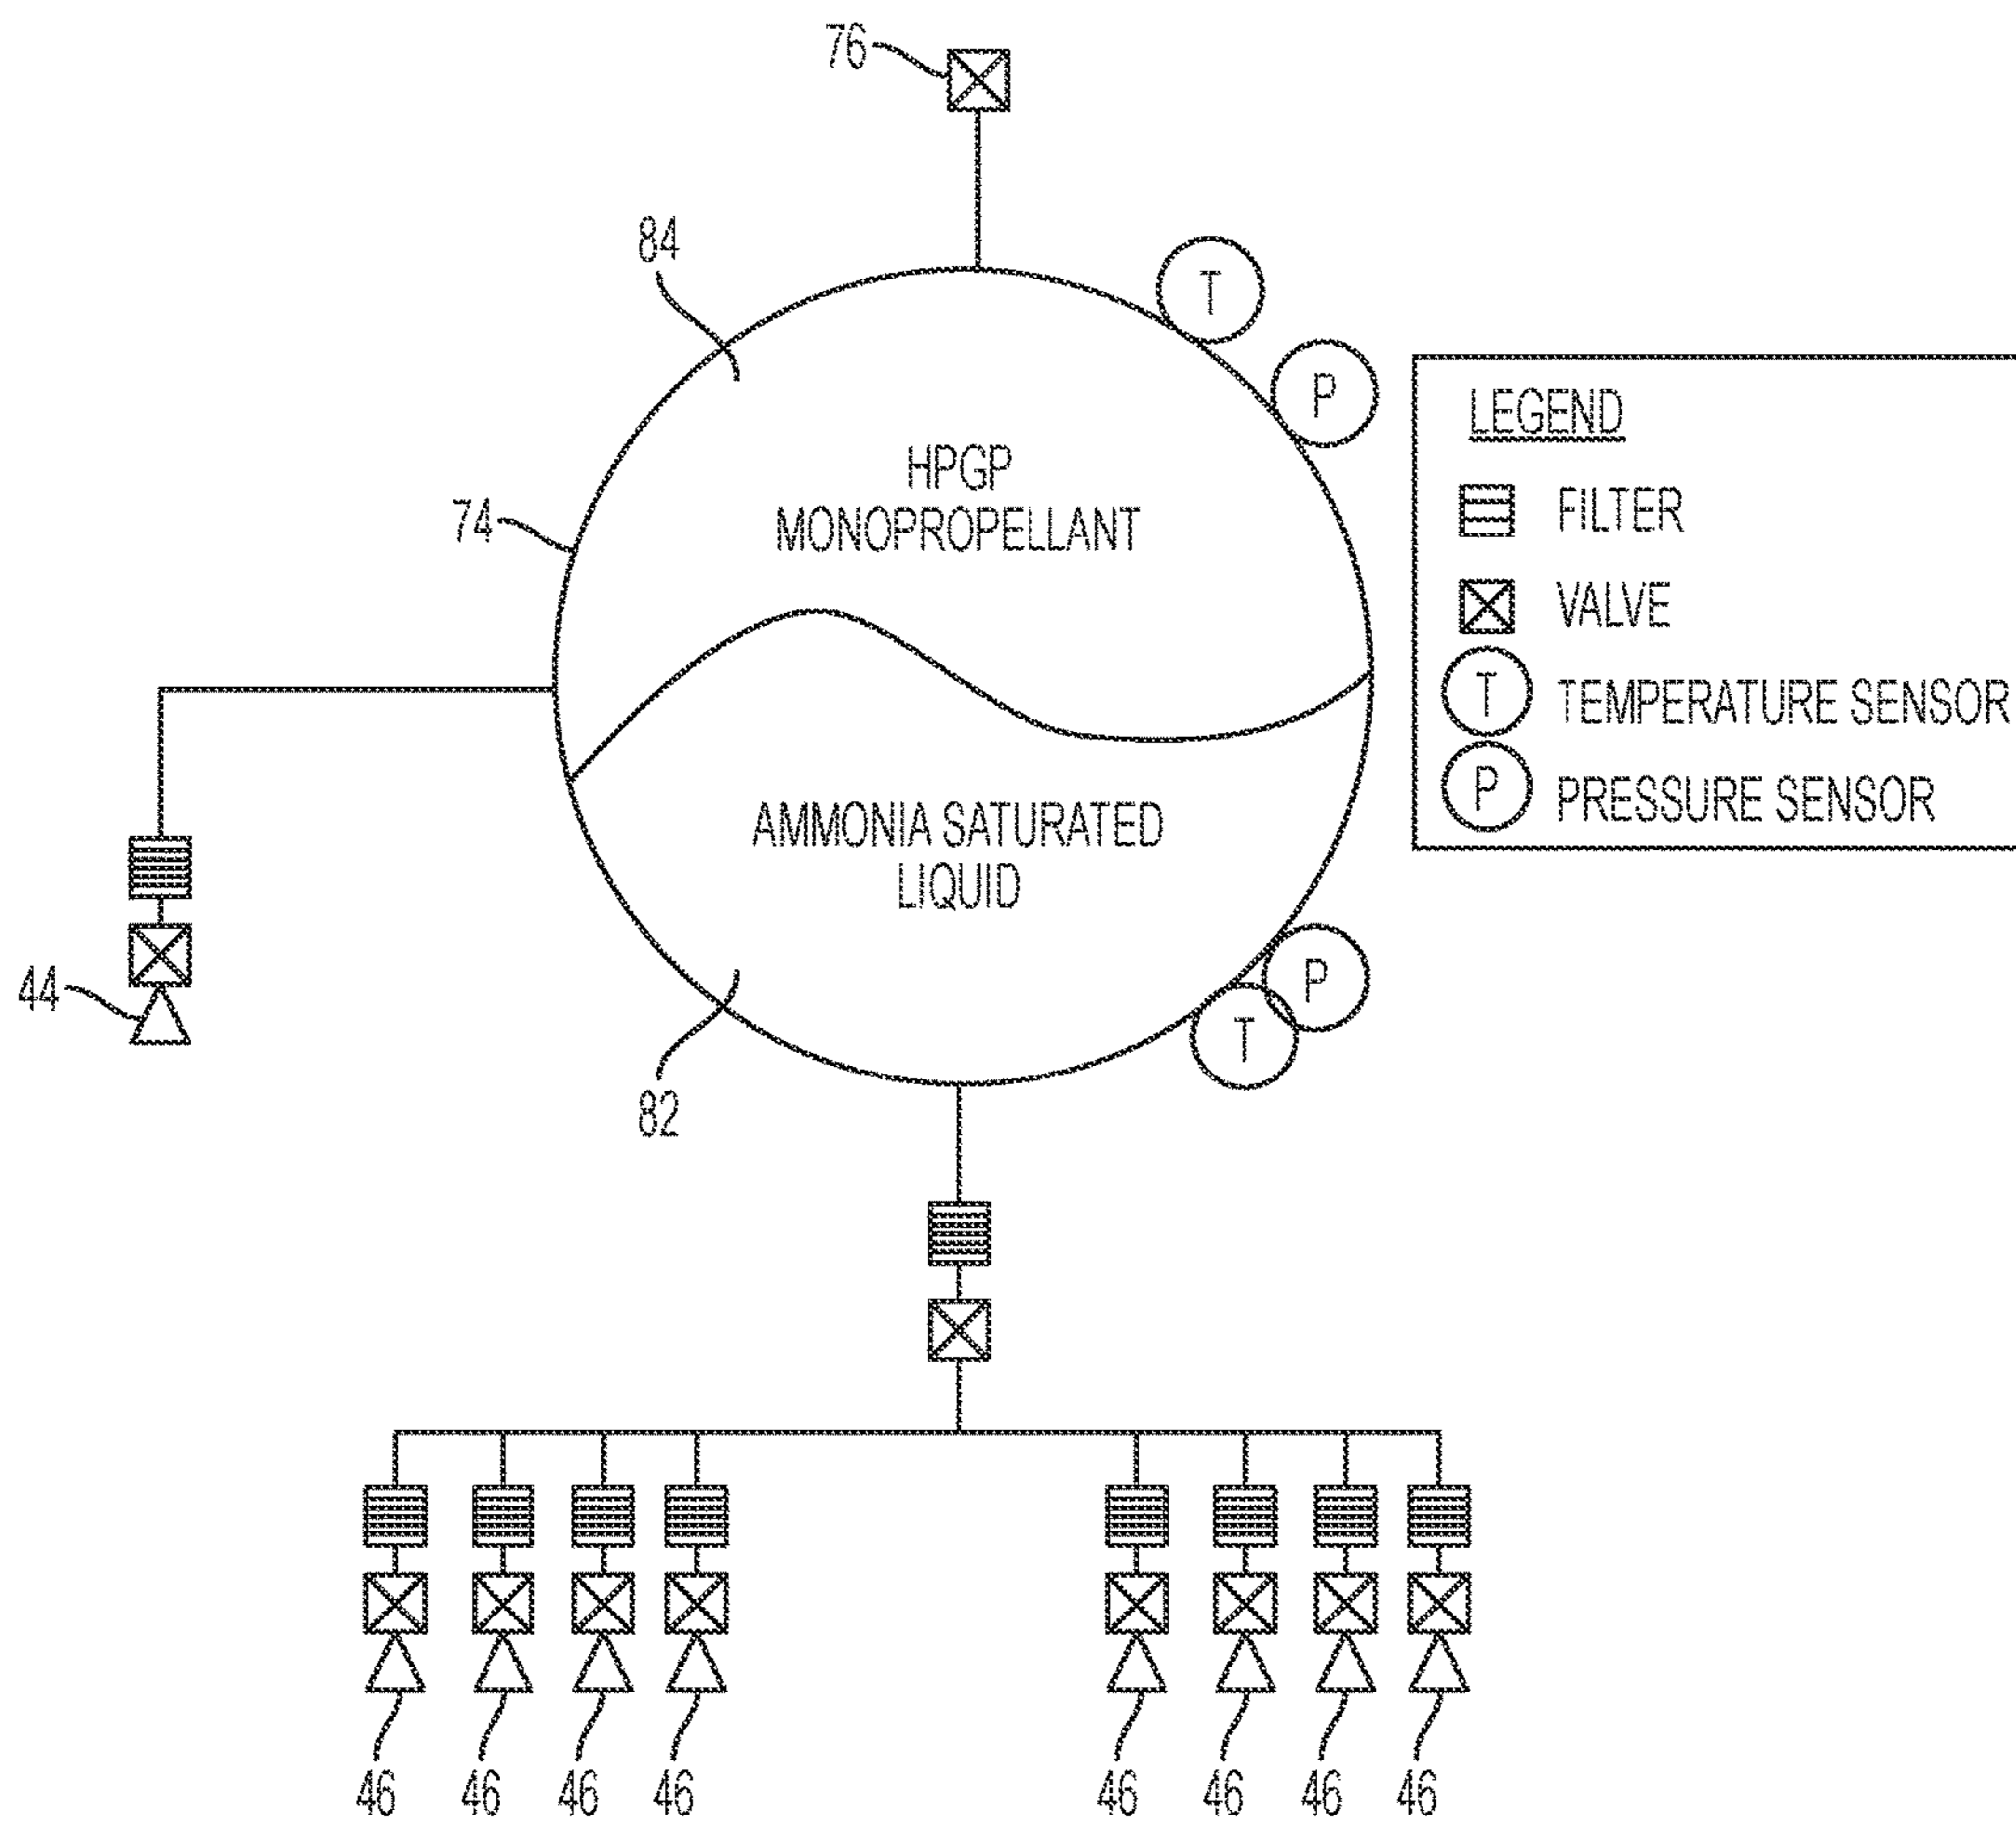 76
84
T
P
74
HPGP
MONOPROPELLANT
LEGEND
FILTER
VALVE
T TEMPERATURE SENSOR
P PRESSURE SENSOR
AMMONIA SATURATED
LIQUID
44
P
T
82
46 46 46 46 46 46 46 46